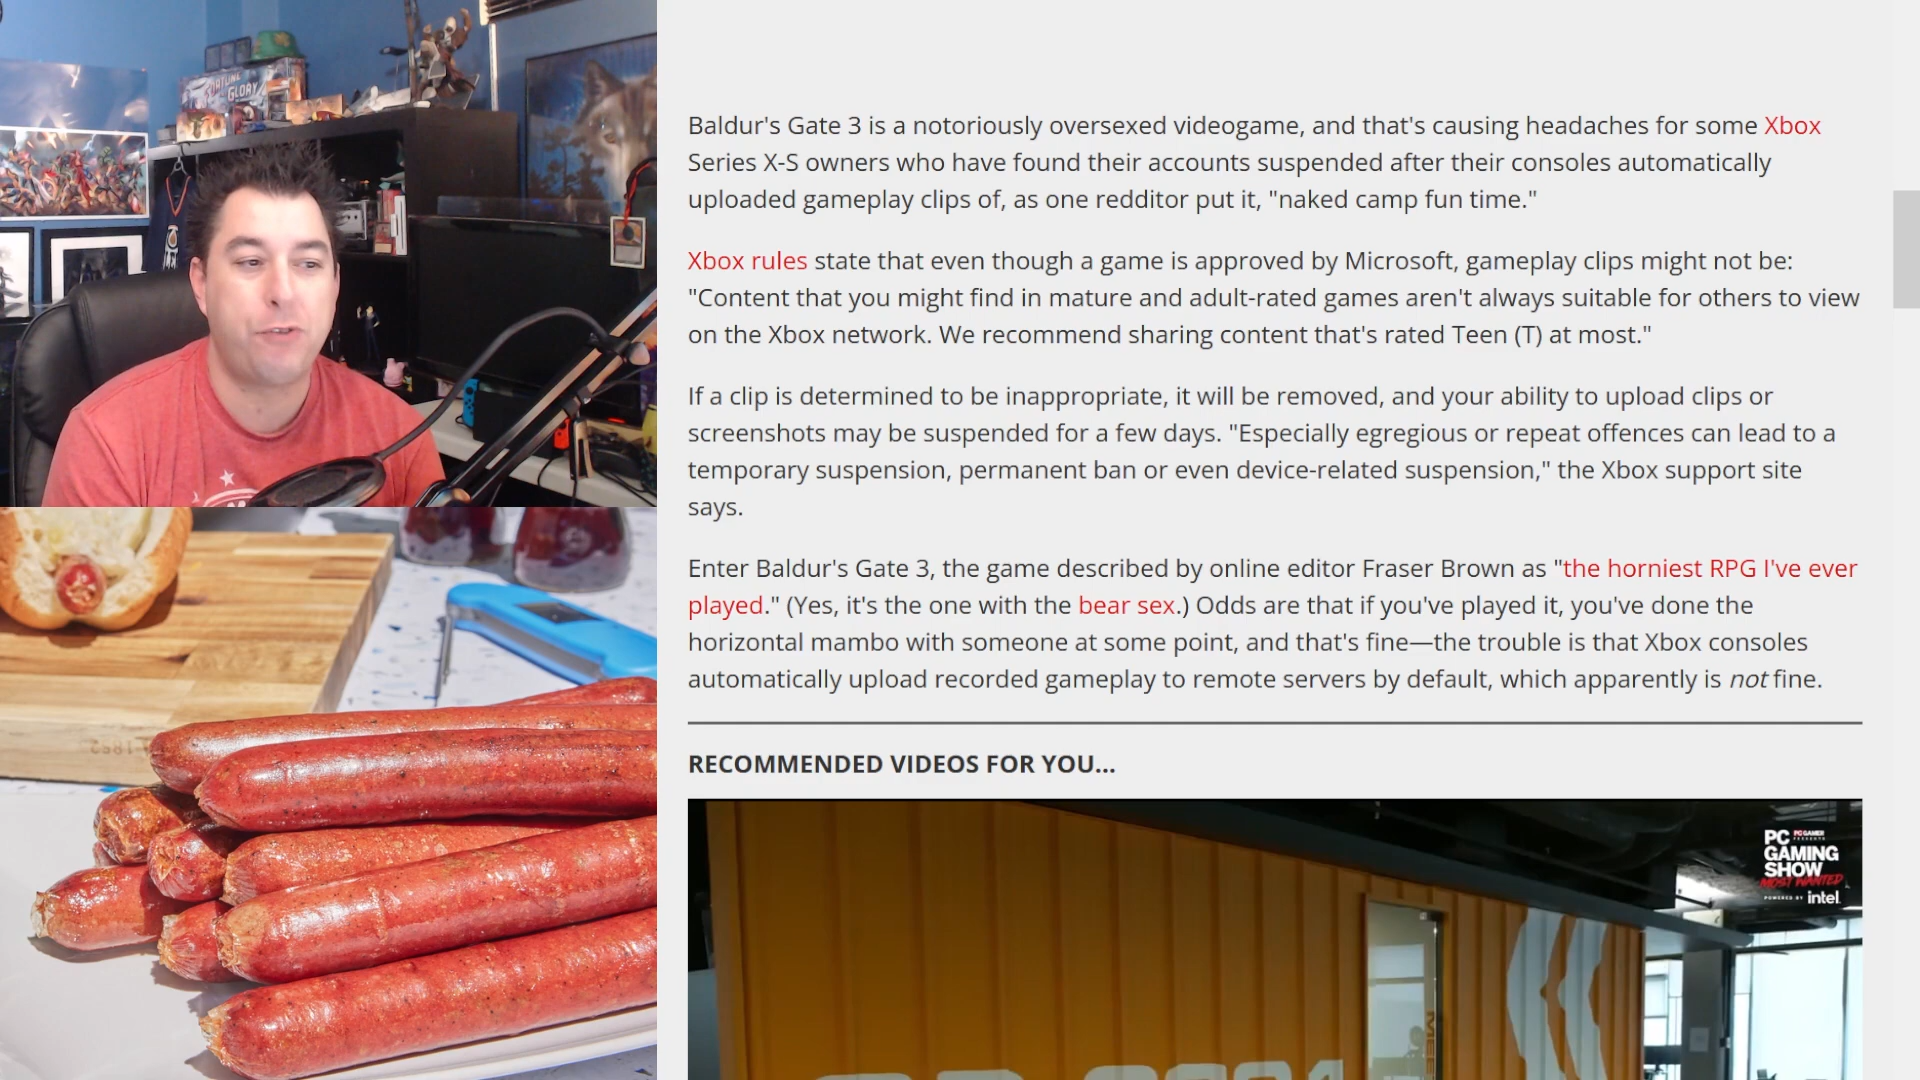 FORTUNE
GLORY
Baldur's Gate 3 is a notoriously oversexed videogame, and that's causing headaches for some Xbox
Series X-S owners who have found their accounts suspended after their consoles automatically
uploaded gameplay clips of, as one redditor put it, "naked camp fun time."
Xbox rules state that even though a game is approved by Microsoft, gameplay clips might not be:
"Content that you might find in mature and adult-rated games aren't always suitable for others to view
on the Xbox network. We recommend sharing content that's rated Teen (T) at most."
If a clip is determined to be inappropriate, it will be removed, and your ability to upload clips or
screenshots may be suspended for a few days. "Especially egregious or repeat offences can lead to a
temporary suspension, permanent ban or even device-related suspension," the Xbox support site
says.
Enter Baldur's Gate 3, the game described by online editor Fraser Brown as "the horniest RPG I've ever
played." (Yes, it's the one with the bear sex.) Odds are that if you've played it, you've done the
horizontal mambo with someone at some point, and that's fine—the trouble is that Xbox consoles
automatically upload recorded gameplay to remote servers by default, which apparently is not fine.
RECOMMENDED VIDEOS FOR YOU...
PC PC GAMER
PRESENTS
GAMING
SHOW
MOST WANTED
POWERED BY intel